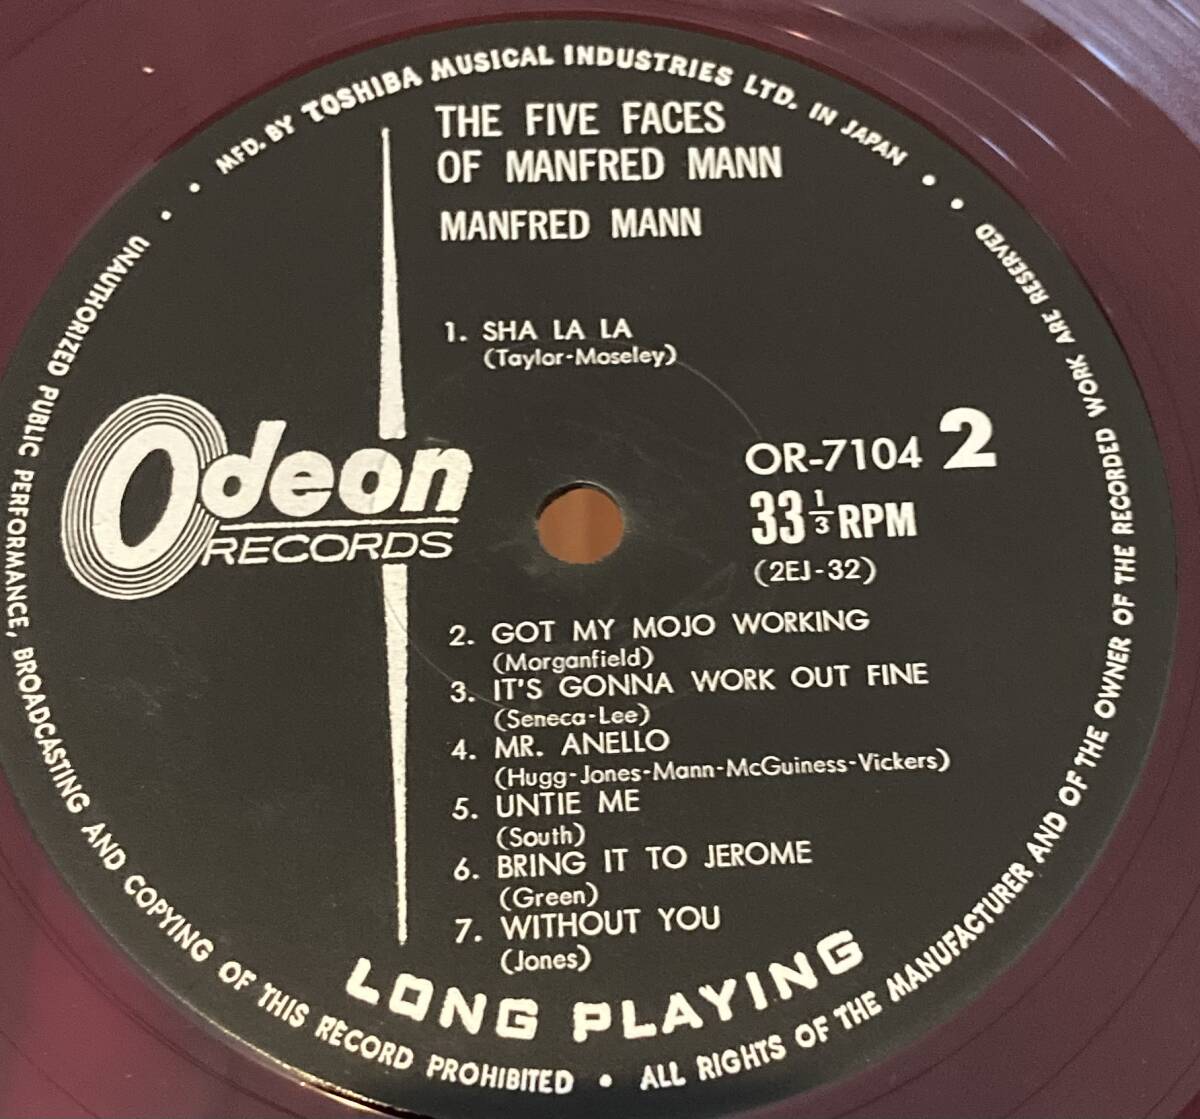 MFD. BY TOSHIBA MUSICAL INDUSTRIES LTD. IN JAPAN
THE FIVE FACES
OF MANFRED MANN
MANFRED MANN
1. SHA LA LA
(Taylor-Moseley)
Odeon
RECORDS
OR-7104 2
33 1/3 RPM
(2EJ-32)
2. GOT MY MOJO WORKING
(Morganfield)
3. IT'S GONNA WORK OUT FINE
(Seneca-Lee)
4. MR. ANELLO
(Hugg-Jones-Mann-McGuiness-Vickers)
5. UNTIE ME
(South)
6. BRING IT TO JEROME
(Green)
7. WITHOUT YOU
(Jones)
LONG PLAYING
UNAUTHORIZED PUBLIC PERFORMANCE, BROADCASTING AND COPYING OF THIS RECORD PROHIBITED • ALL RIGHTS OF THE MANUFACTURER AND OF THE OWNER OF THE RECORDED WORK ARE RESERVED